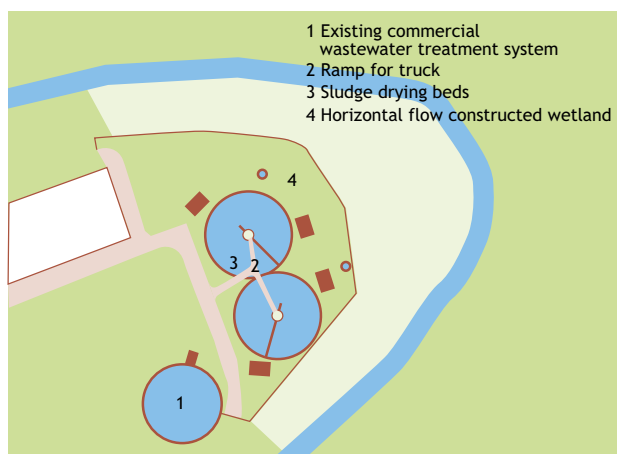 1 Existing commercial
wastewater treatment system
2 Ramp for truck
3 Sludge drying beds
4 Horizontal flow constructed wetland
4
3
2
1